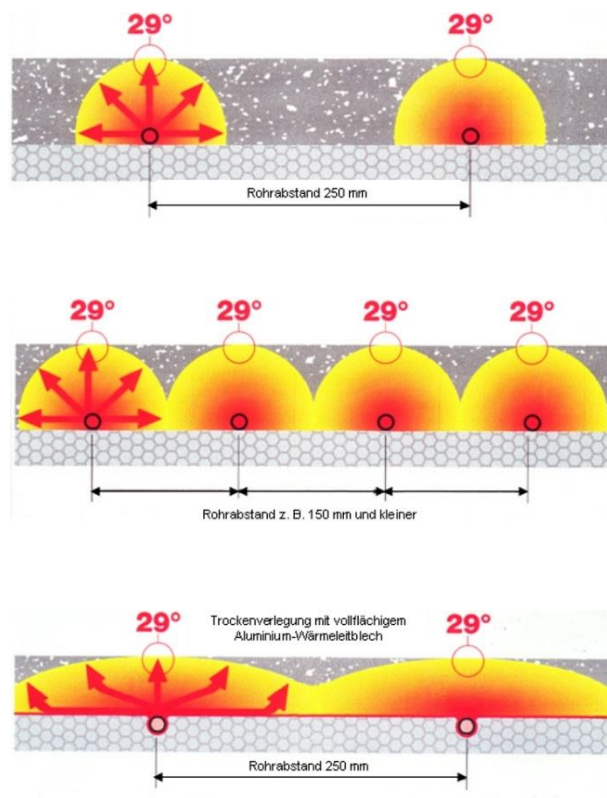 29° 29°
Rohrabstand 250 mm
29° 29° 29° 29°
Rohrabstand z. B. 150 mm und kleiner
29° Trockenverlegung mit vollflächigem 29°
Aluminium-Wärmeleitblech
Rohrabstand 250 mm